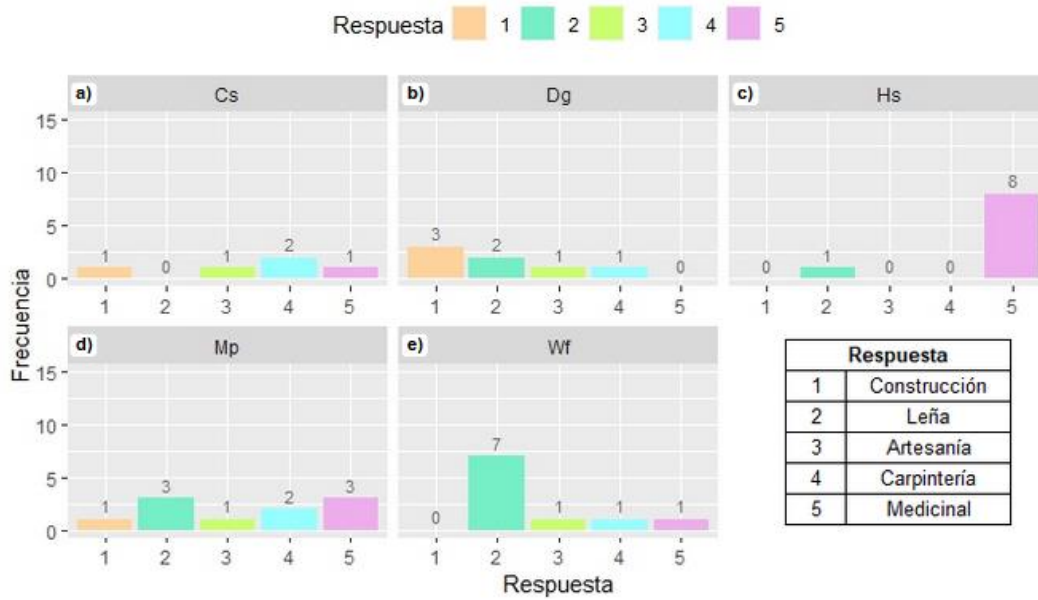 Respuesta 1 2 3 4 5
a) Cs
b) Dg
c) Hs
15
10
5
0
1 0 1 2 1
3 2 1 1 0
0 1 0 0 8
1 2 3 4 5
1 2 3 4 5
1 2 3 4 5
Frecuencia
d) Mp
e) Wf
15
10
5
0
1 3 1 2 3
0 7 1 1 1
1 2 3 4 5
1 2 3 4 5
Respuesta
Respuesta
1 Construcción
2 Leña
3 Artesanía
4 Carpintería
5 Medicinal